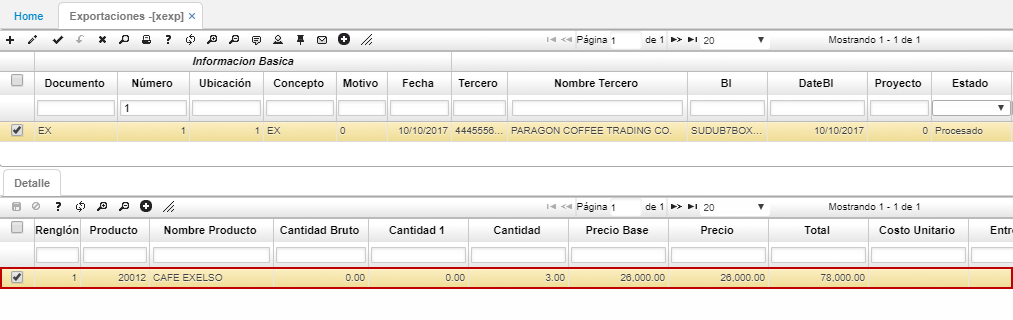 Home Exportaciones -[xexp] ×
Página 1 de 1 20 Mostrando 1 - 1 de 1
Informacion Basica
Documento Número Ubicación Concepto Motivo Fecha Tercero Nombre Tercero BI DateBI Proyecto Estado
1
EX 1 1 EX 0 10/10/2017 4445556... PARAGON COFFEE TRADING CO. SUDUB7BOX... 10/10/2017 0 Procesado
Detalle
Página 1 de 1 20 Mostrando 1 - 1 de 1
Renglón Producto Nombre Producto Cantidad Bruto Cantidad 1 Cantidad Precio Base Precio Total Costo Unitario Entre
1 20012 CAFE EXELSO 0.00 0.00 3.00 26,000.00 26,000.00 78,000.00